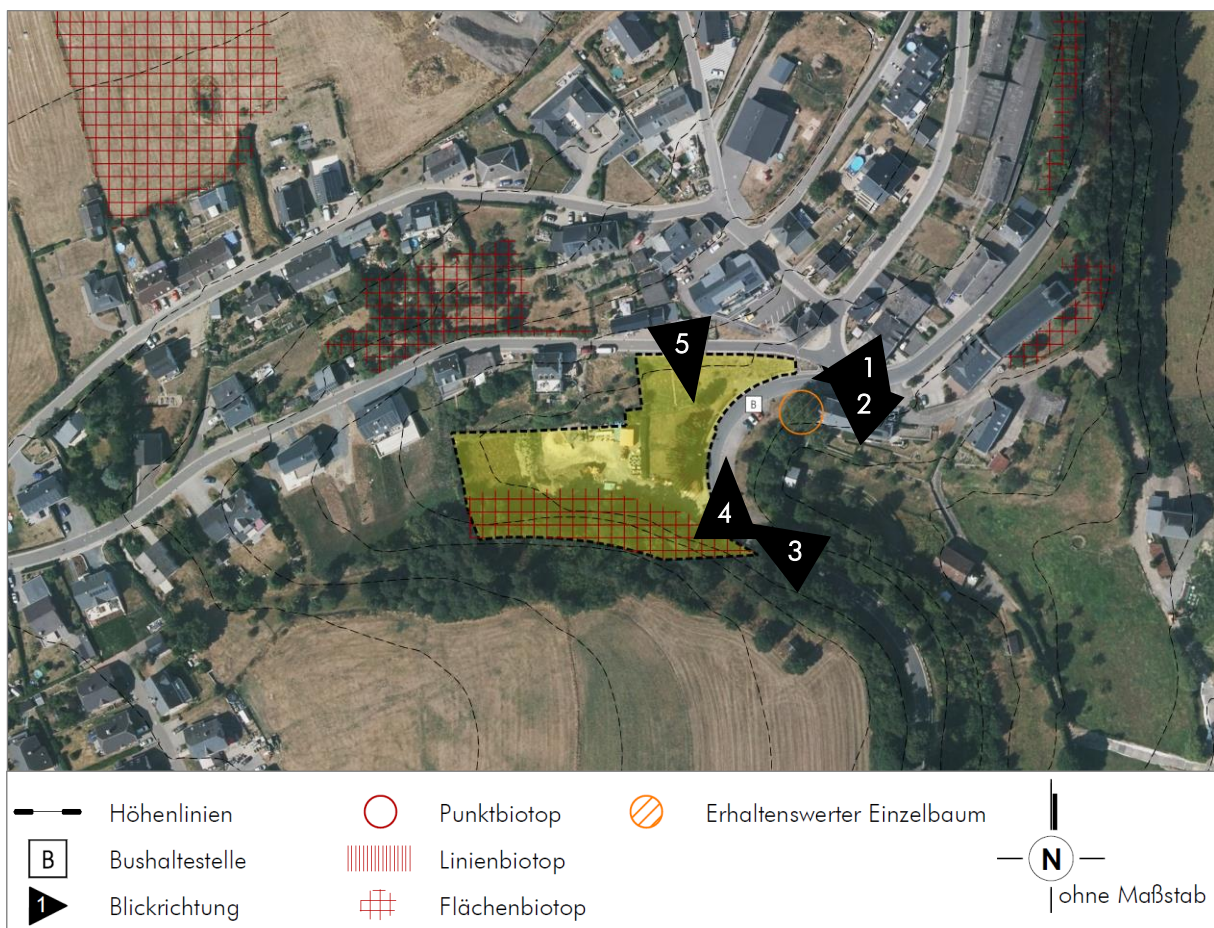 5
1
2
B
4
3
Höhenlinien
Punktbiotop
Erhaltenswerter Einzelbaum
B
Bushaltestelle
Linienbiotop
N
1
Blickrichtung
Flächenbiotop
ohne Maßstab